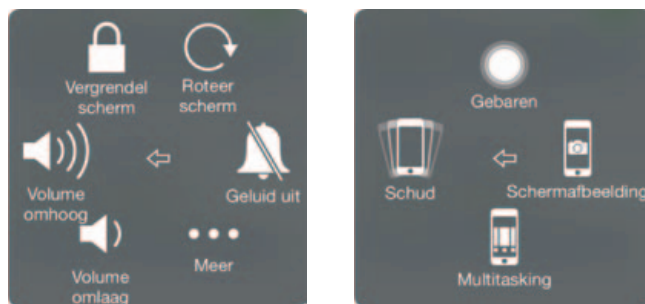 Vergrendel
scherm
Roteer
scherm
Volume
omhoog
Geluid uit
Volume
omlaag
Meer
Gebaren
Schud
Schermafbeelding
Multitasking